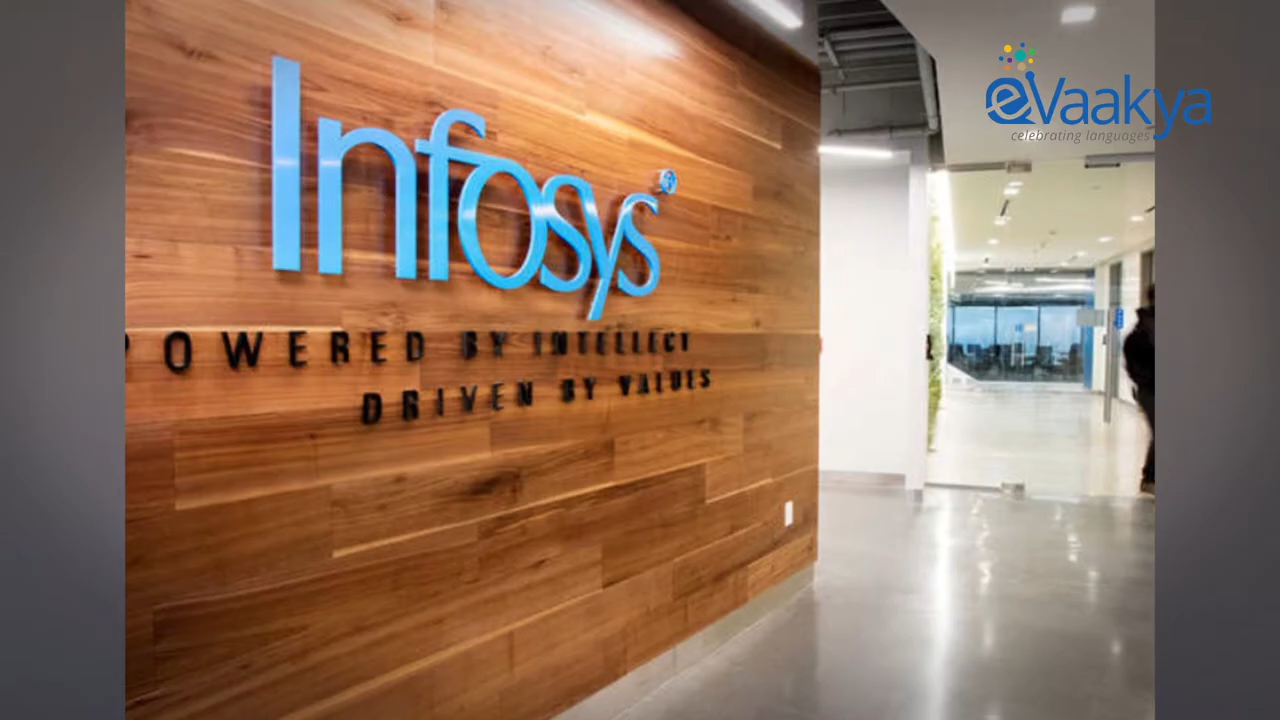 Infosys®
POWERED BY INTELLECT
DRIVEN BY VALUES
eVaakya
celebrating languages